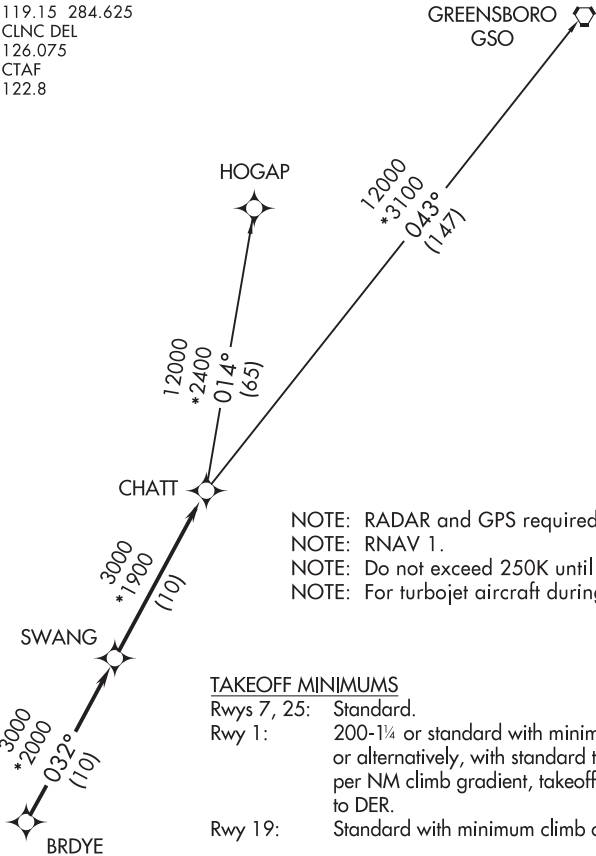 119.15 284.625
CLNC DEL
126.075
CTAF
122.8
GREENSBORO
GSO
HOGAP
12000
*3100
043°
(147)
12000
*2400
014°
(65)
CHATT
3000
*1900
(10)
SWANG
3000
*2000
032°
(10)
BRDYE
NOTE: RADAR and GPS required
NOTE: RNAV 1.
NOTE: Do not exceed 250K until
NOTE: For turbojet aircraft during
TAKEOFF MINIMUMS
Rwys 7, 25: Standard.
Rwy 1: 200-1¼ or standard with minim
or alternatively, with standard t
per NM climb gradient, takeoff
to DER.
Rwy 19: Standard with minimum climb